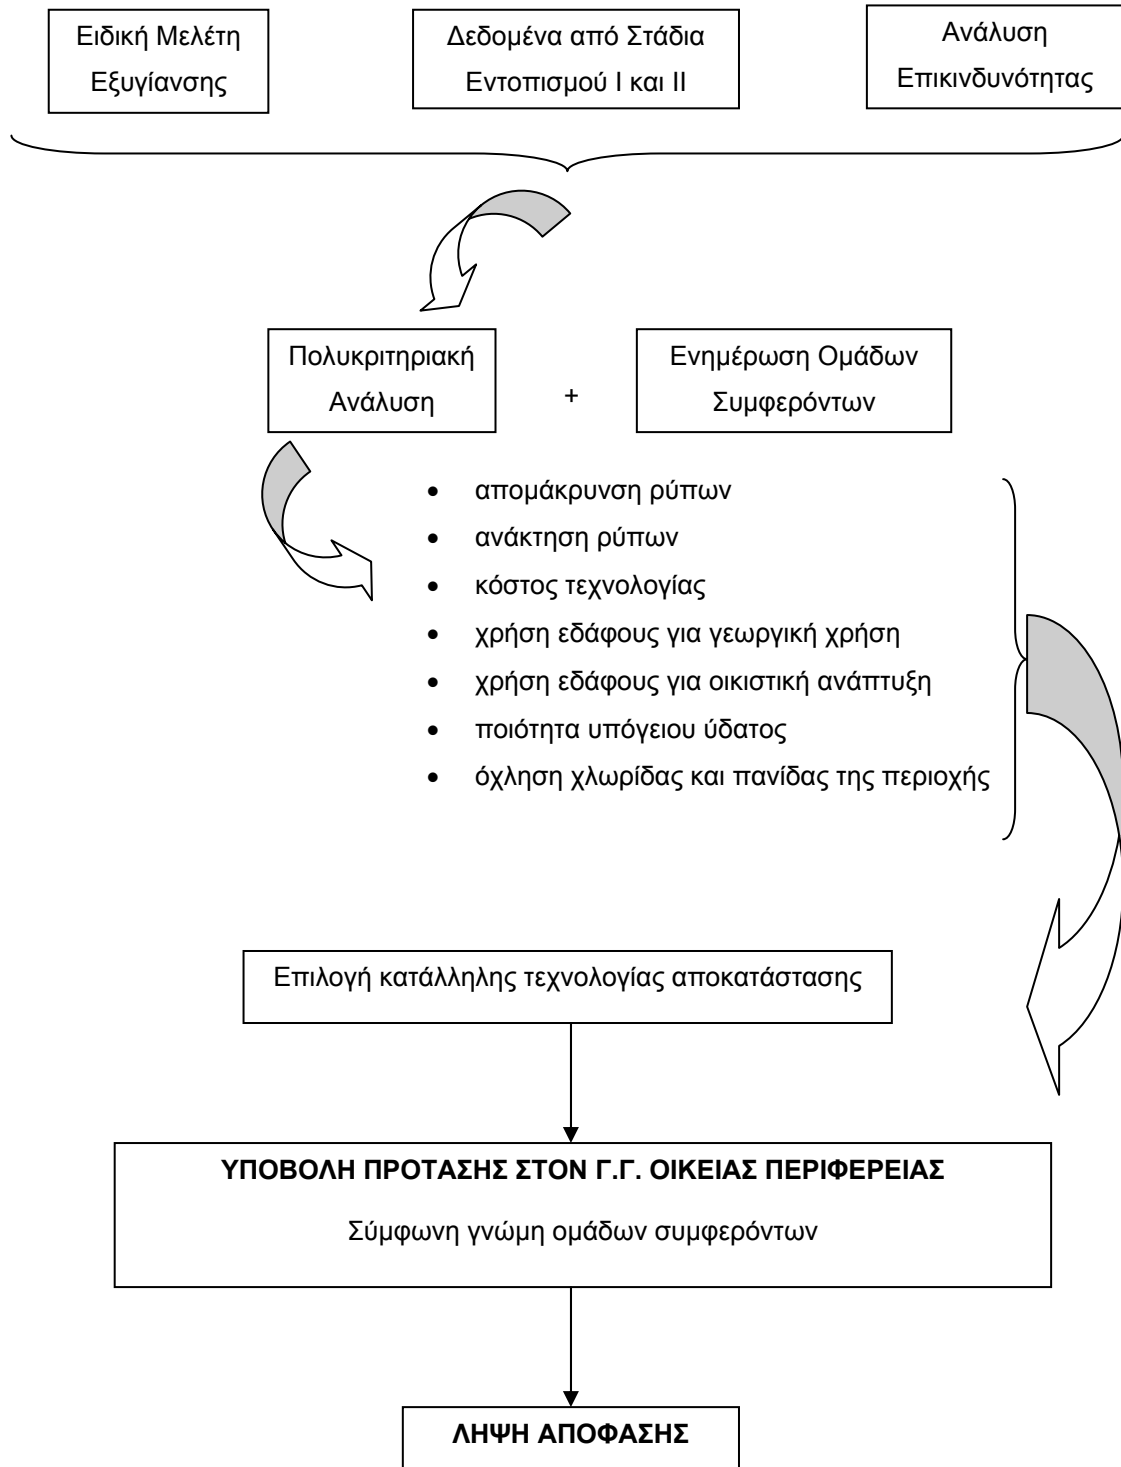 Ειδική Μελέτη
Εξυγίανσης
Δεδομένα από Στάδια
Εντοπισμού Ι και ΙΙ
Ανάλυση
Επικινδυνότητας
Πολυκριτηριακή
Ανάλυση
+
Ενημέρωση Ομάδων
Συμφερόντων
• απομάκρυνση ρύπων
• ανάκτηση ρύπων
• κόστος τεχνολογίας
• χρήση εδάφους για γεωργική χρήση
• χρήση εδάφους για οικιστική ανάπτυξη
• ποιότητα υπόγειου ύδατος
• όχληση χλωρίδας και πανίδας της περιοχής
Επιλογή κατάλληλης τεχνολογίας αποκατάστασης
ΥΠΟΒΟΛΗ ΠΡΟΤΑΣΗΣ ΣΤΟΝ Γ.Γ. ΟΙΚΕΙΑΣ ΠΕΡΙΦΕΡΕΙΑΣ
Σύμφωνη γνώμη ομάδων συμφερόντων
ΛΗΨΗ ΑΠΟΦΑΣΗΣ